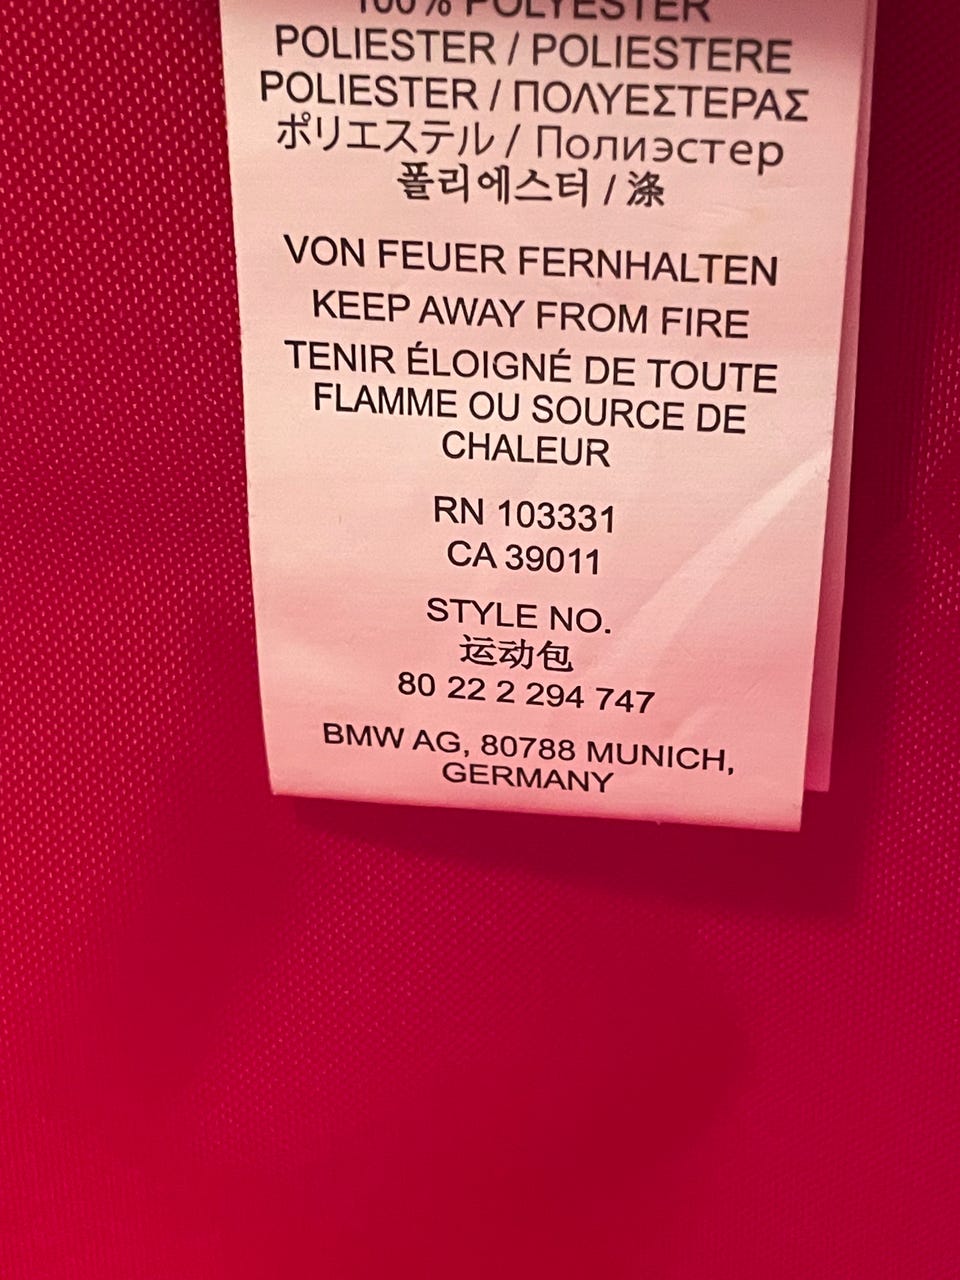 100% POLYESTER
POLIESTER / POLIESTERE
POLIESTER / ΠΟΛΥΕΣΤΕΡΑΣ
ポリエステル / Полиэстер
폴리에스터 / 涤
VON FEUER FERNHALTEN
KEEP AWAY FROM FIRE
TENIR ÉLOIGNÉ DE TOUTE
FLAMME OU SOURCE DE
CHALEUR
RN 103331
CA 39011
STYLE NO.
运动包
80 22 2 294 747
BMW AG, 80788 MUNICH,
GERMANY